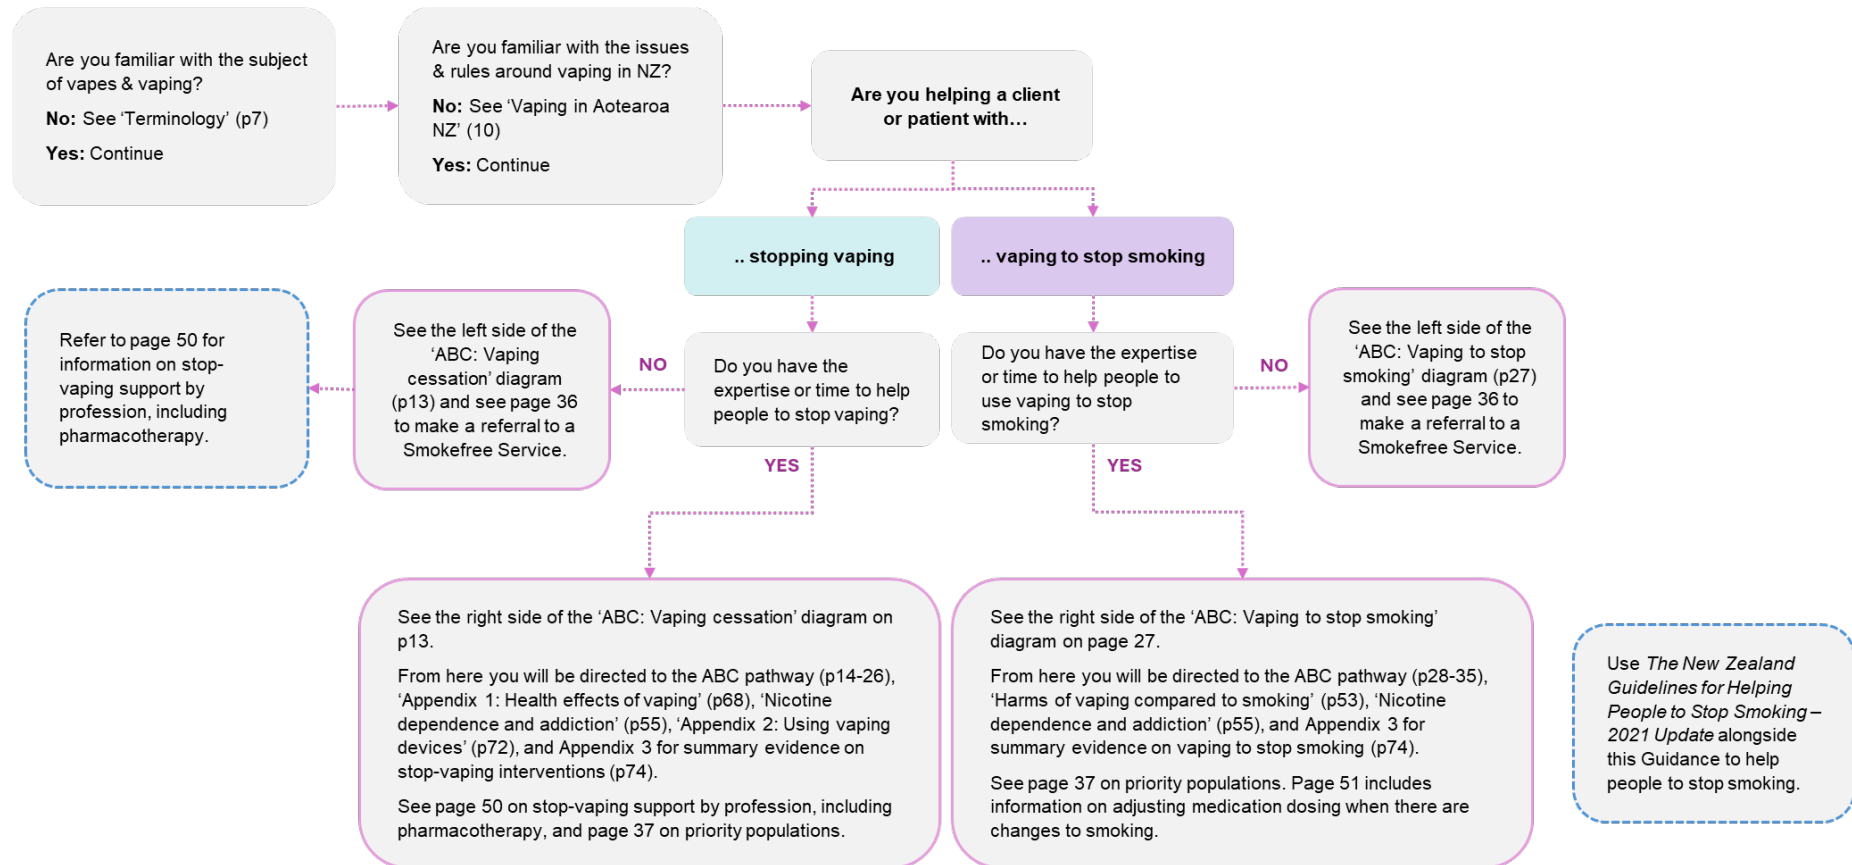 Are you familiar with the subject
of vapes & vaping?
No: See ‘Terminology’ (p7)
Yes: Continue
Are you familiar with the issues
& rules around vaping in NZ?
No: See ‘Vaping in Aotearoa
NZ’ (10)
Yes: Continue
Are you helping a client
or patient with…
.. stopping vaping
.. vaping to stop smoking
Refer to page 50 for
information on stop-
vaping support by
profession, including
pharmacotherapy.
See the left side of the
‘ABC: Vaping
cessation’ diagram
(p13) and see page 36
to make a referral to a
Smokefree Service.
NO
Do you have the
expertise or time to help
people to stop vaping?
Do you have the expertise
or time to help people to
use vaping to stop
smoking?
NO
See the left side of the
‘ABC: Vaping to stop
smoking’ diagram (p27)
and see page 36 to
make a referral to a
Smokefree Service.
YES
YES
See the right side of the ‘ABC: Vaping cessation’ diagram on
p13.
From here you will be directed to the ABC pathway (p14-26),
‘Appendix 1: Health effects of vaping’ (p68), ‘Nicotine
dependence and addiction’ (p55), ‘Appendix 2: Using vaping
devices’ (p72), and Appendix 3 for summary evidence on
stop-vaping interventions (p74).
See page 50 on stop-vaping support by profession, including
pharmacotherapy, and page 37 on priority populations.
See the right side of the ‘ABC: Vaping to stop smoking’
diagram on page 27.
From here you will be directed to the ABC pathway (p28-35),
‘Harms of vaping compared to smoking’ (p53), ‘Nicotine
dependence and addiction’ (p55), and Appendix 3 for
summary evidence on vaping to stop smoking (p74).
See page 37 on priority populations. Page 51 includes
information on adjusting medication dosing when there are
changes to smoking.
Use The New Zealand
Guidelines for Helping
People to Stop Smoking –
2021 Update alongside
this Guidance to help
people to stop smoking.